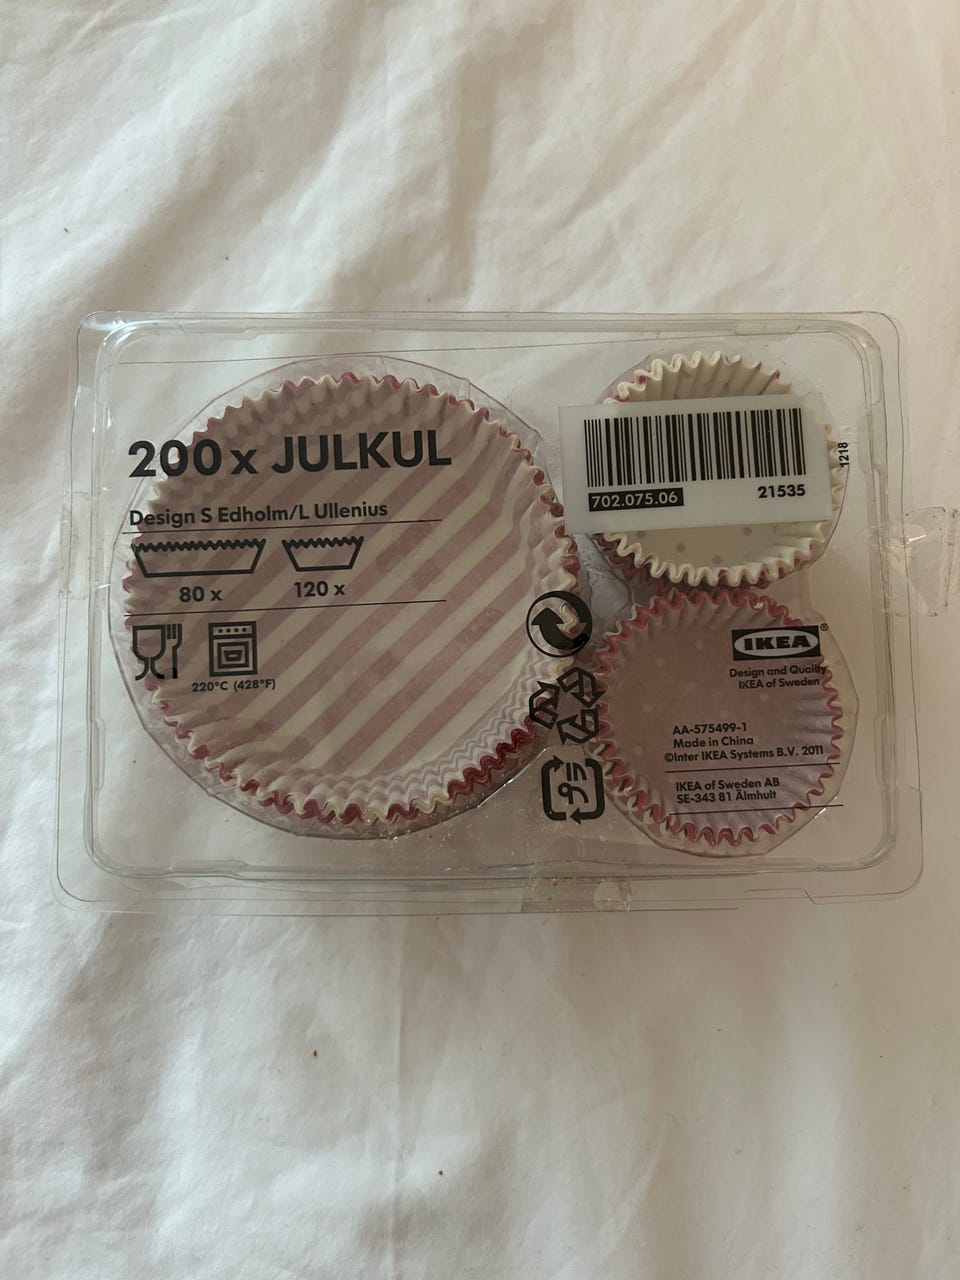 200 x JULKUL
Design S Edholm/L Ullenius
80 x
120 x
220°C (428°F)
702.075.06
21535
1218
プラ
IKEA®
Design and Quality
IKEA of Sweden
AA-575499-1
Made in China
©Inter IKEA Systems B.V. 2011
IKEA of Sweden AB
SE-343 81 Älmhult